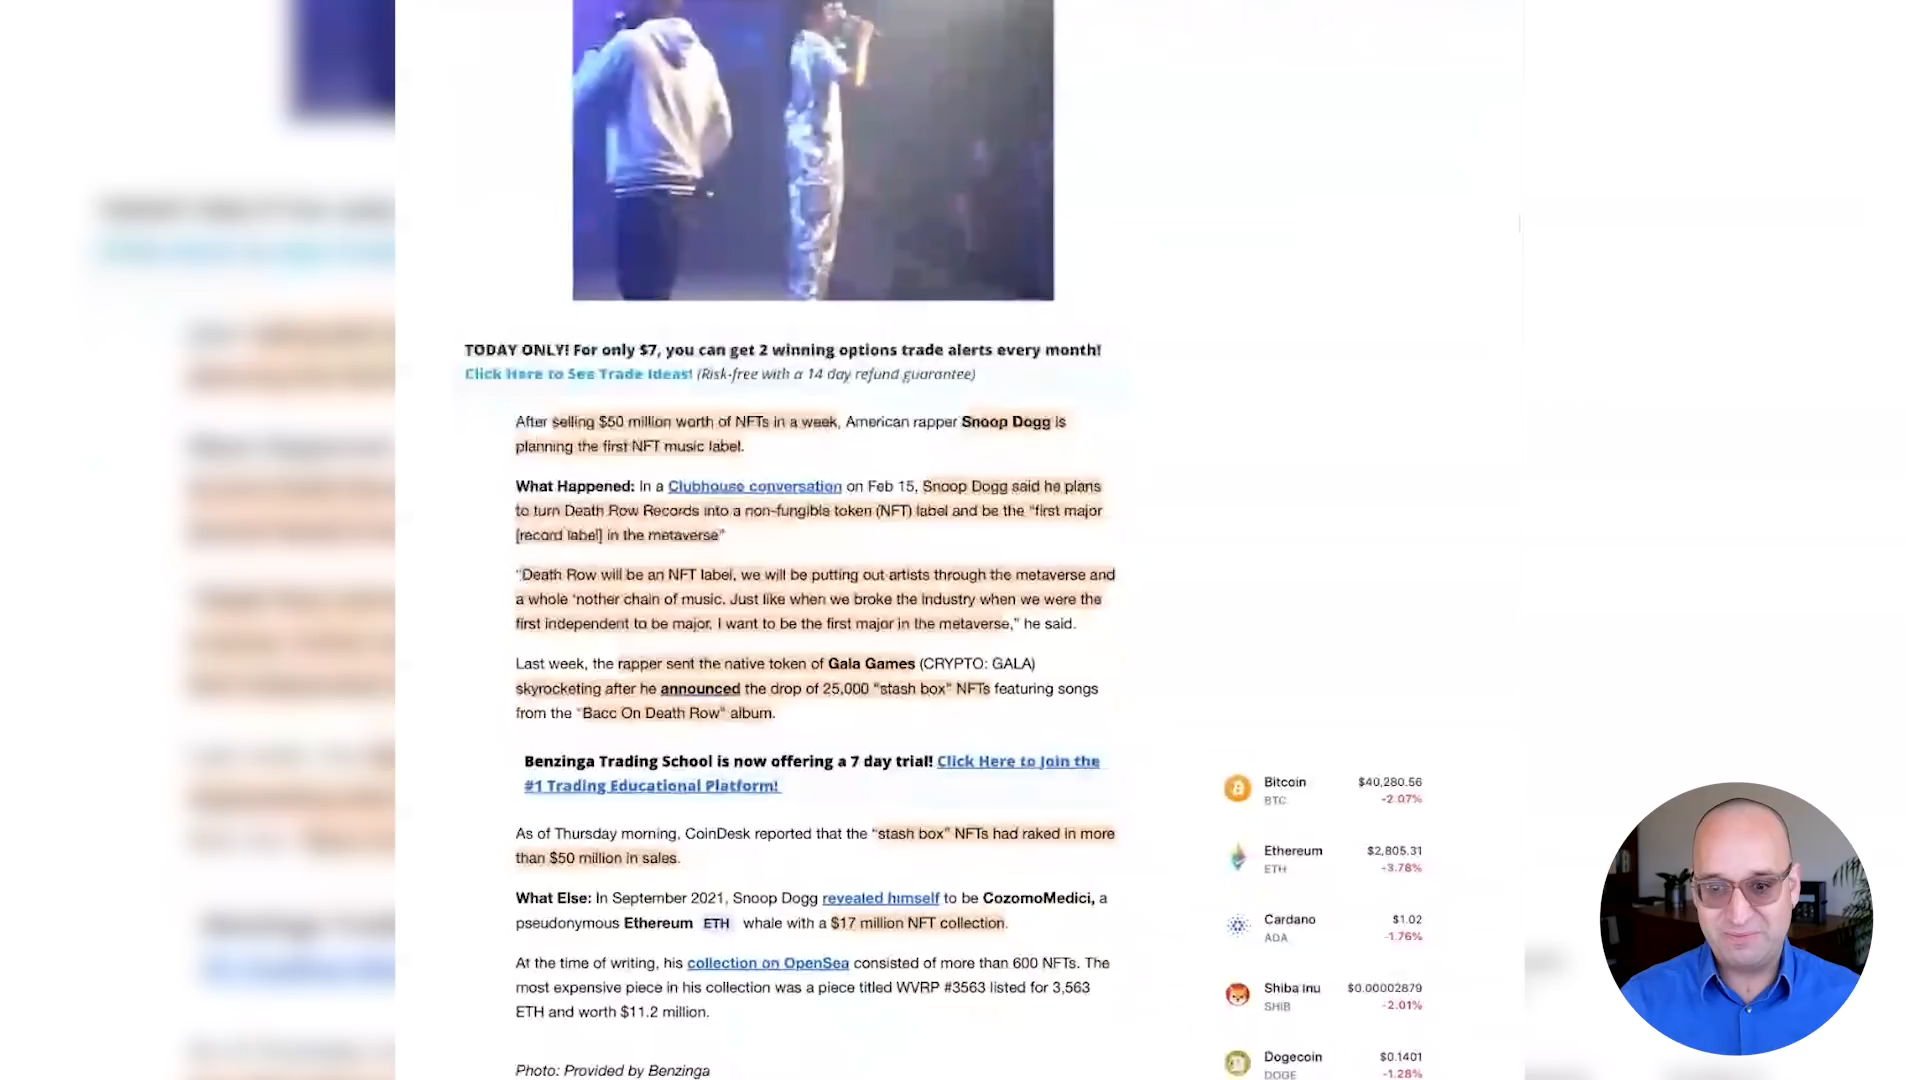 TODAY ONLY! For only $7, you can get 2 winning options trade alerts every month!
Click Here to See Trade Ideas! (Risk-free with a 14 day refund guarantee)
After selling $50 million worth of NFTs in a week, American rapper Snoop Dogg is
planning the first NFT music label.
What Happened: In a Clubhouse conversation on Feb 15, Snoop Dogg said he plans
to turn Death Row Records into a non-fungible token (NFT) label and be the "first major
[record label] in the metaverse"
"Death Row will be an NFT label, we will be putting out artists through the metaverse and
a whole 'nother chain of music. Just like when we broke the industry when we were the
first independent to be major, I want to be the first major in the metaverse," he said.
Last week, the rapper sent the native token of Gala Games (CRYPTO: GALA)
skyrocketing after he announced the drop of 25,000 "stash box" NFTs featuring songs
from the "Bacc On Death Row" album.
Benzinga Trading School is now offering a 7 day trial! Click Here to Join the
#1 Trading Educational Platform!
As of Thursday morning, CoinDesk reported that the "stash box" NFTs had raked in more
than $50 million in sales.
What Else: In September 2021, Snoop Dogg revealed himself to be CozomoMedici, a
pseudonymous Ethereum ETH whale with a $17 million NFT collection.
At the time of writing, his collection on OpenSea consisted of more than 600 NFTs. The
most expensive piece in his collection was a piece titled WVRP #3563 listed for 3,563
ETH and worth $11.2 million.
Photo: Provided by Benzinga
Bitcoin $40,280.56
BTC -2.07%
Ethereum $2,805.31
ETH -3.78%
Cardano $1.02
ADA -1.76%
Shiba Inu $0.00002879
SHIB -2.01%
Dogecoin $0.1401
DOGE -1.28%